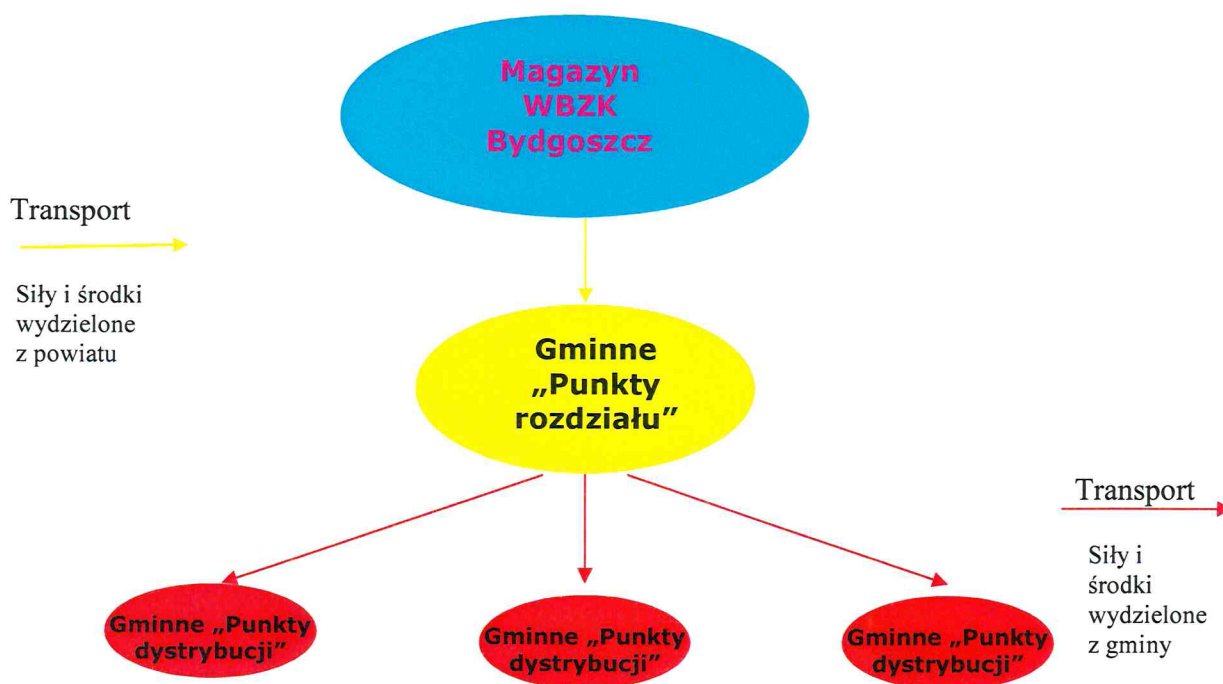 Magazyn
WBZK
Bydgoszcz
Transport
Siły i środki
wydzielone
z powiatu
Gminne
„Punkty
rozdziału”
Transport
Siły i
środki
wydzielone
z gminy
Gminne „Punkty
dystrybucji”
Gminne „Punkty
dystrybucji”
Gminne „Punkty
dystrybucji”